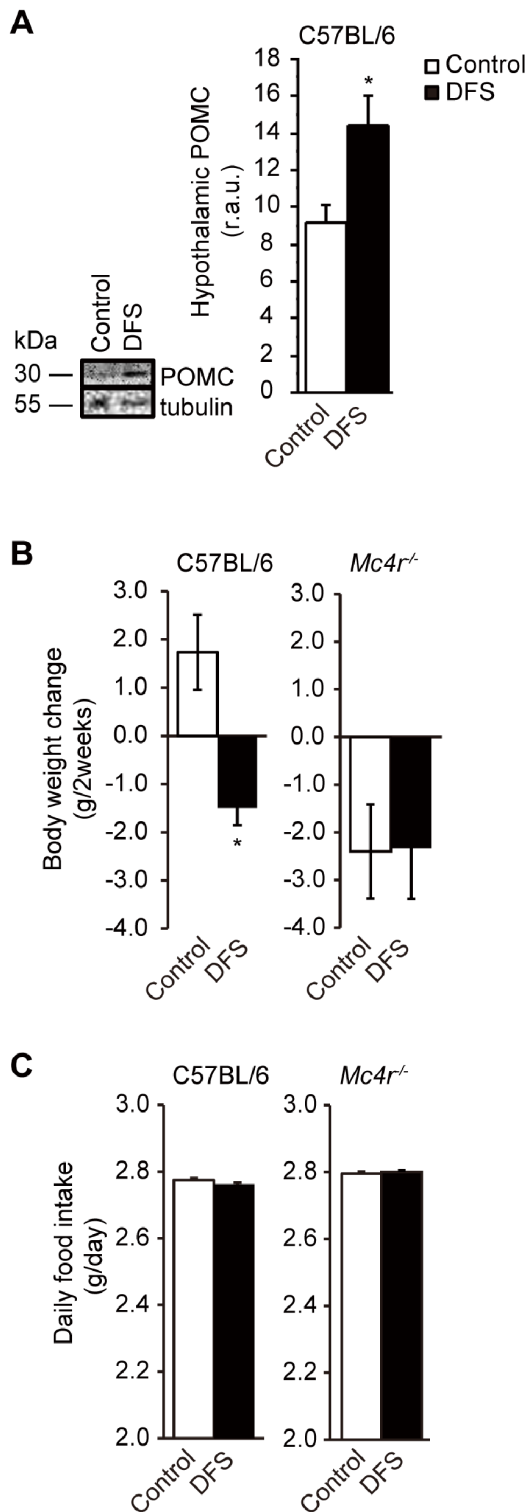 A
C57BL/6
Control
DFS
Hypothalamic POMC
(r.a.u.)
18
16
14
12
10
8
6
4
2
0
*
Control
DFS
kDa
Control
DFS
30
POMC
55
tubulin
B
C57BL/6
Mc4r-/-
Body weight change
(g/2weeks)
3.0
2.0
1.0
0.0
-1.0
-2.0
-3.0
-4.0
*
Control
DFS
3.0
2.0
1.0
0.0
-1.0
-2.0
-3.0
-4.0
Control
DFS
C
C57BL/6
Mc4r-/-
Daily food intake
(g/day)
3.0
2.8
2.6
2.4
2.2
2.0
Control
DFS
3.0
2.8
2.6
2.4
2.2
2.0
Control
DFS